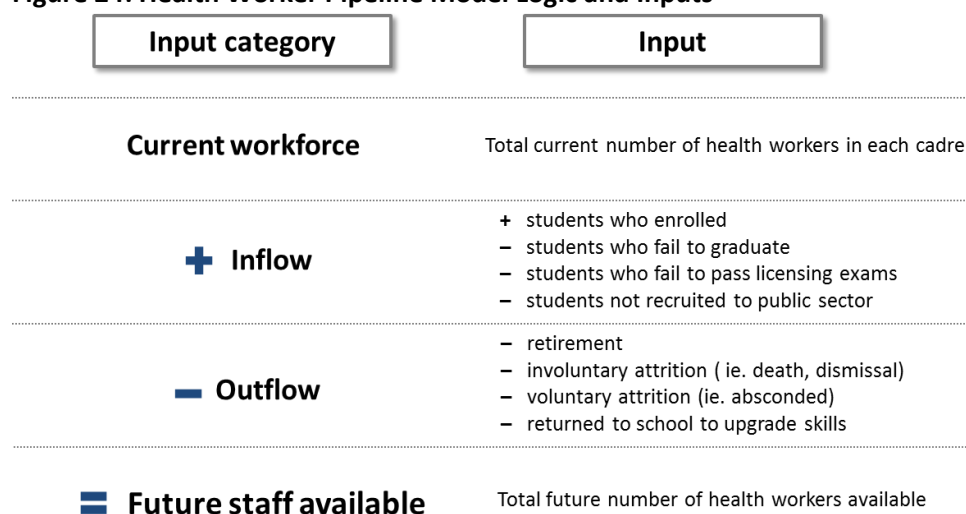 Input category Input
Current workforce Total current number of health workers in each cadre
+ Inflow
+ students who enrolled
– students who fail to graduate
– students who fail to pass licensing exams
– students not recruited to public sector
– Outflow
– retirement
– involuntary attrition ( ie. death, dismissal)
– voluntary attrition (ie. absconded)
– returned to school to upgrade skills
= Future staff available Total future number of health workers available